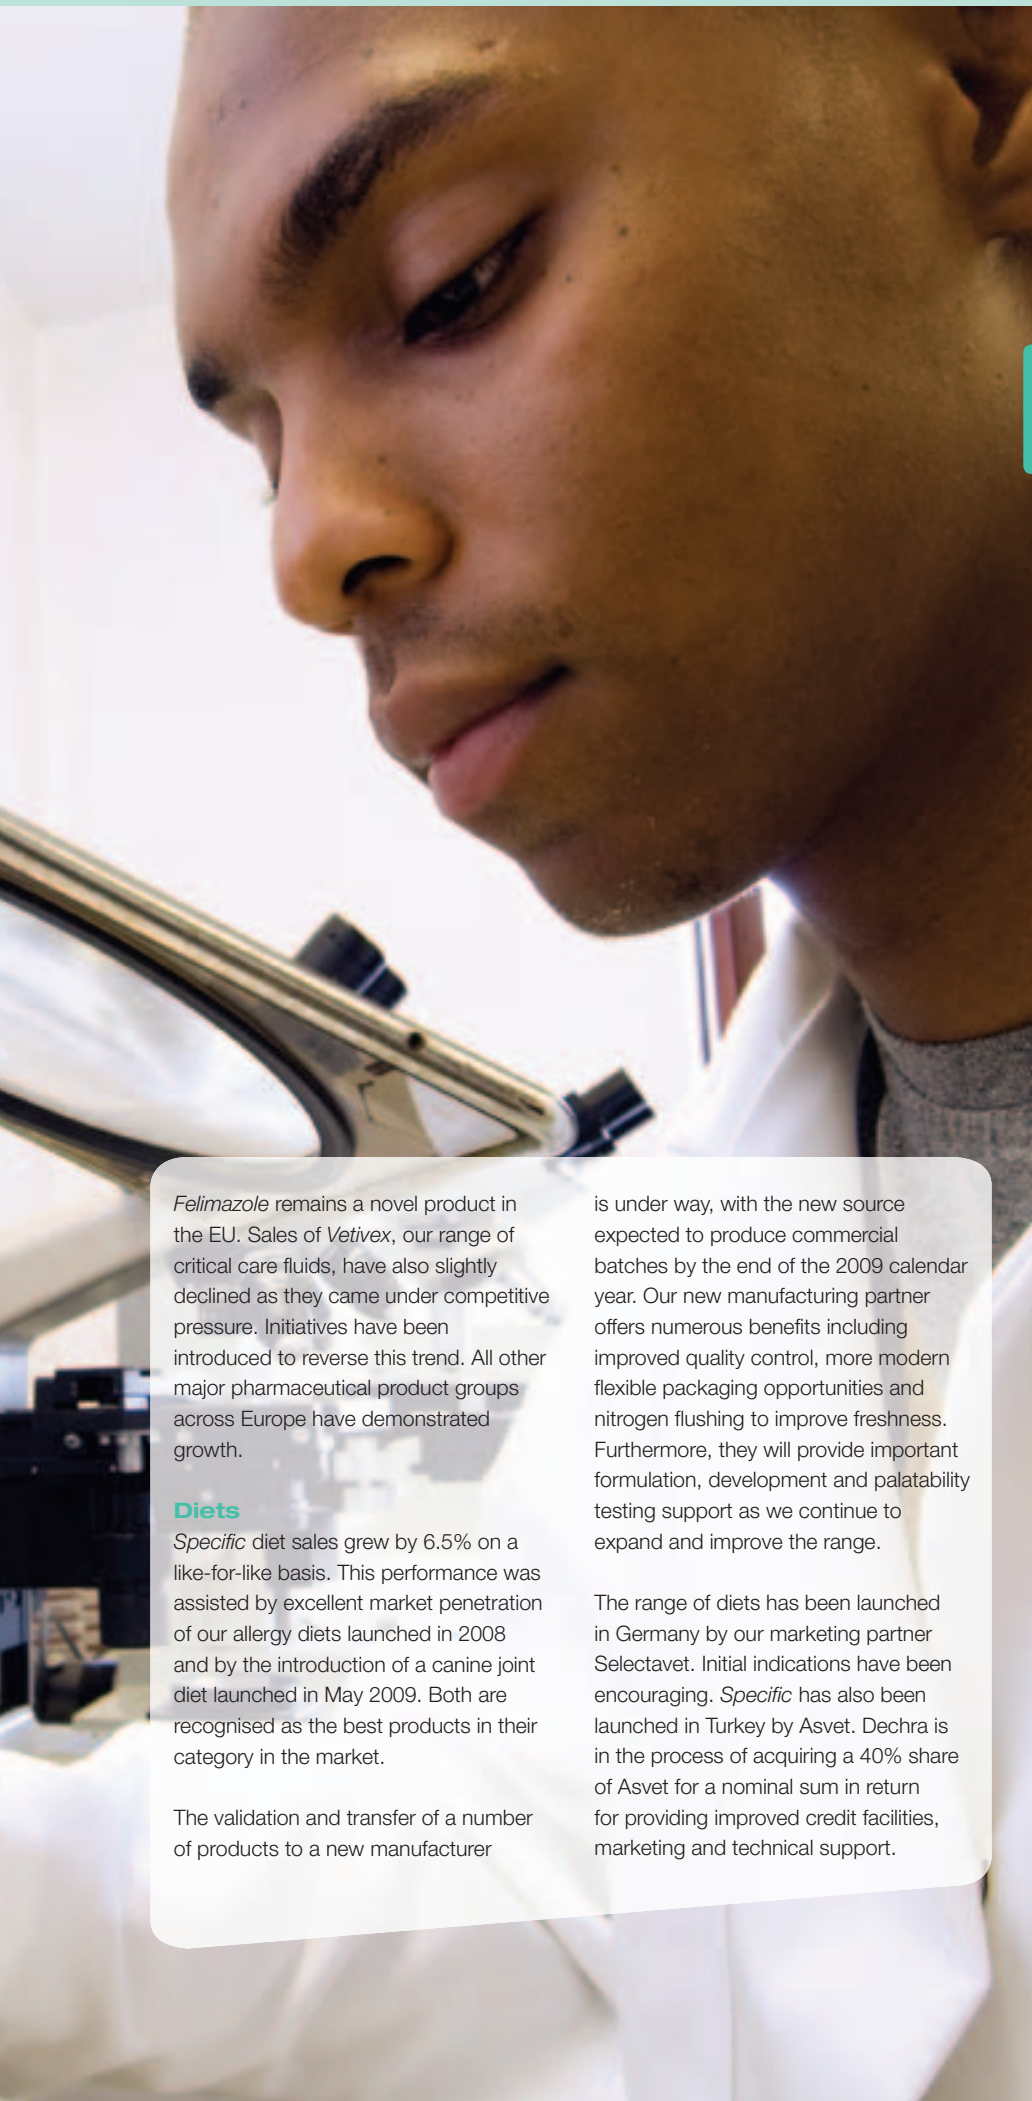 Felimazole remains a novel product in
the EU. Sales of Vetivex, our range of
critical care fluids, have also slightly
declined as they came under competitive
pressure. Initiatives have been
introduced to reverse this trend. All other
major pharmaceutical product groups
across Europe have demonstrated
growth.
Diets
Specific diet sales grew by 6.5% on a
like-for-like basis. This performance was
assisted by excellent market penetration
of our allergy diets launched in 2008
and by the introduction of a canine joint
diet launched in May 2009. Both are
recognised as the best products in their
category in the market.
The validation and transfer of a number
of products to a new manufacturer
is under way, with the new source
expected to produce commercial
batches by the end of the 2009 calendar
year. Our new manufacturing partner
offers numerous benefits including
improved quality control, more modern
flexible packaging opportunities and
nitrogen flushing to improve freshness.
Furthermore, they will provide important
formulation, development and palatability
testing support as we continue to
expand and improve the range.
The range of diets has been launched
in Germany by our marketing partner
Selectavet. Initial indications have been
encouraging. Specific has also been
launched in Turkey by Asvet. Dechra is
in the process of acquiring a 40% share
of Asvet for a nominal sum in return
for providing improved credit facilities,
marketing and technical support.